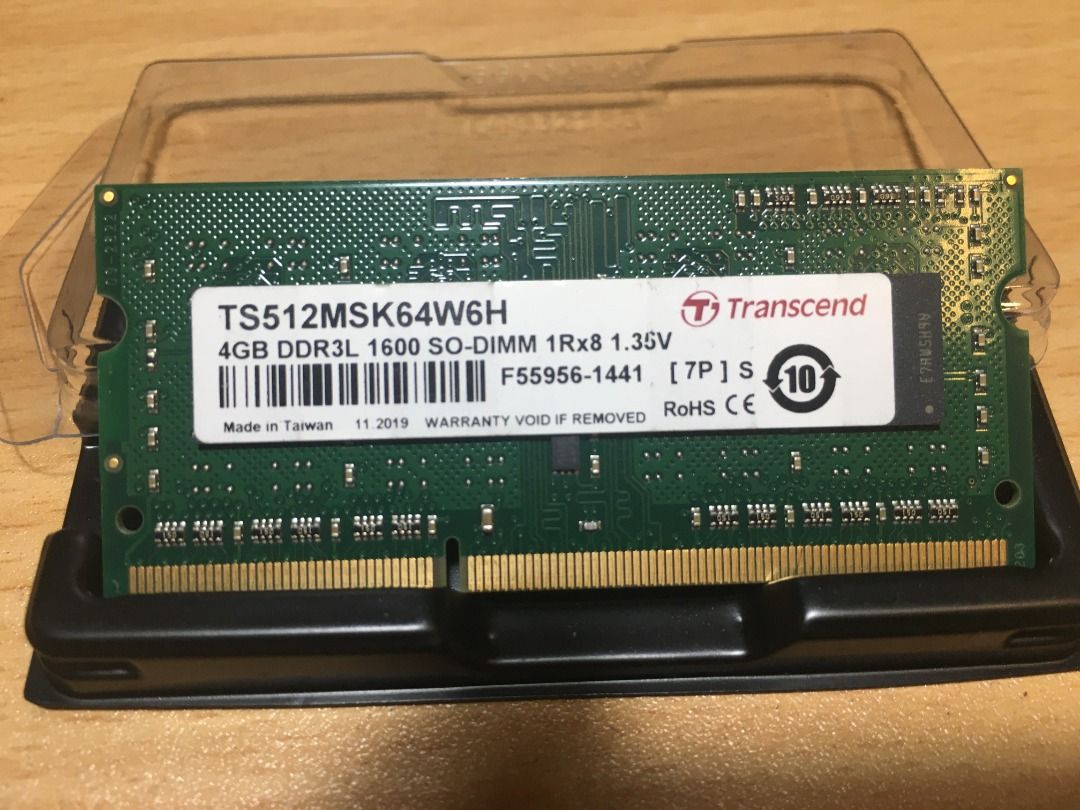 TS512MSK64W6H
Transcend
4GB DDR3L 1600 SO-DIMM 1Rx8 1.35V
F55956-1441 [ 7P ] S
10
RoHS CE
Made in Taiwan 11.2019 WARRANTY VOID IF REMOVED